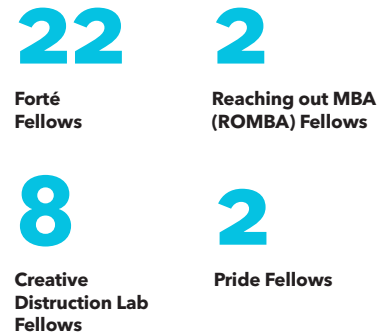 22
Forté
Fellows
2
Reaching out MBA
(ROMBA) Fellows
8
Creative
Distruction Lab
Fellows
2
Pride Fellows